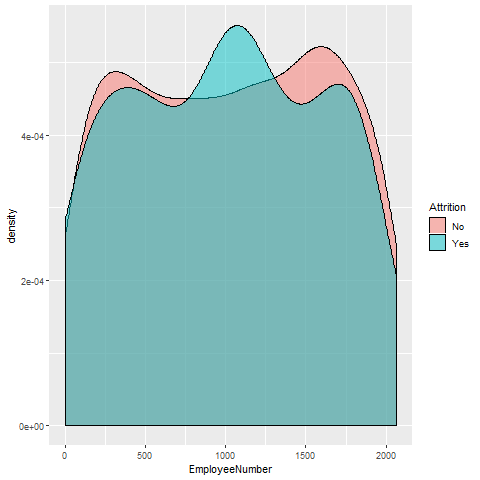 density
4e-04
2e-04
0e+00
0
500
1000
1500
2000
EmployeeNumber
Attrition
No
Yes